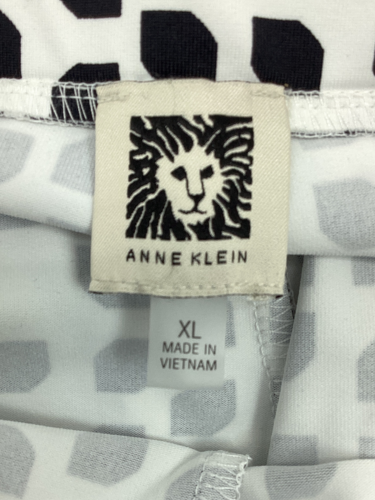 ANNE KLEIN
XL
MADE IN
VIETNAM